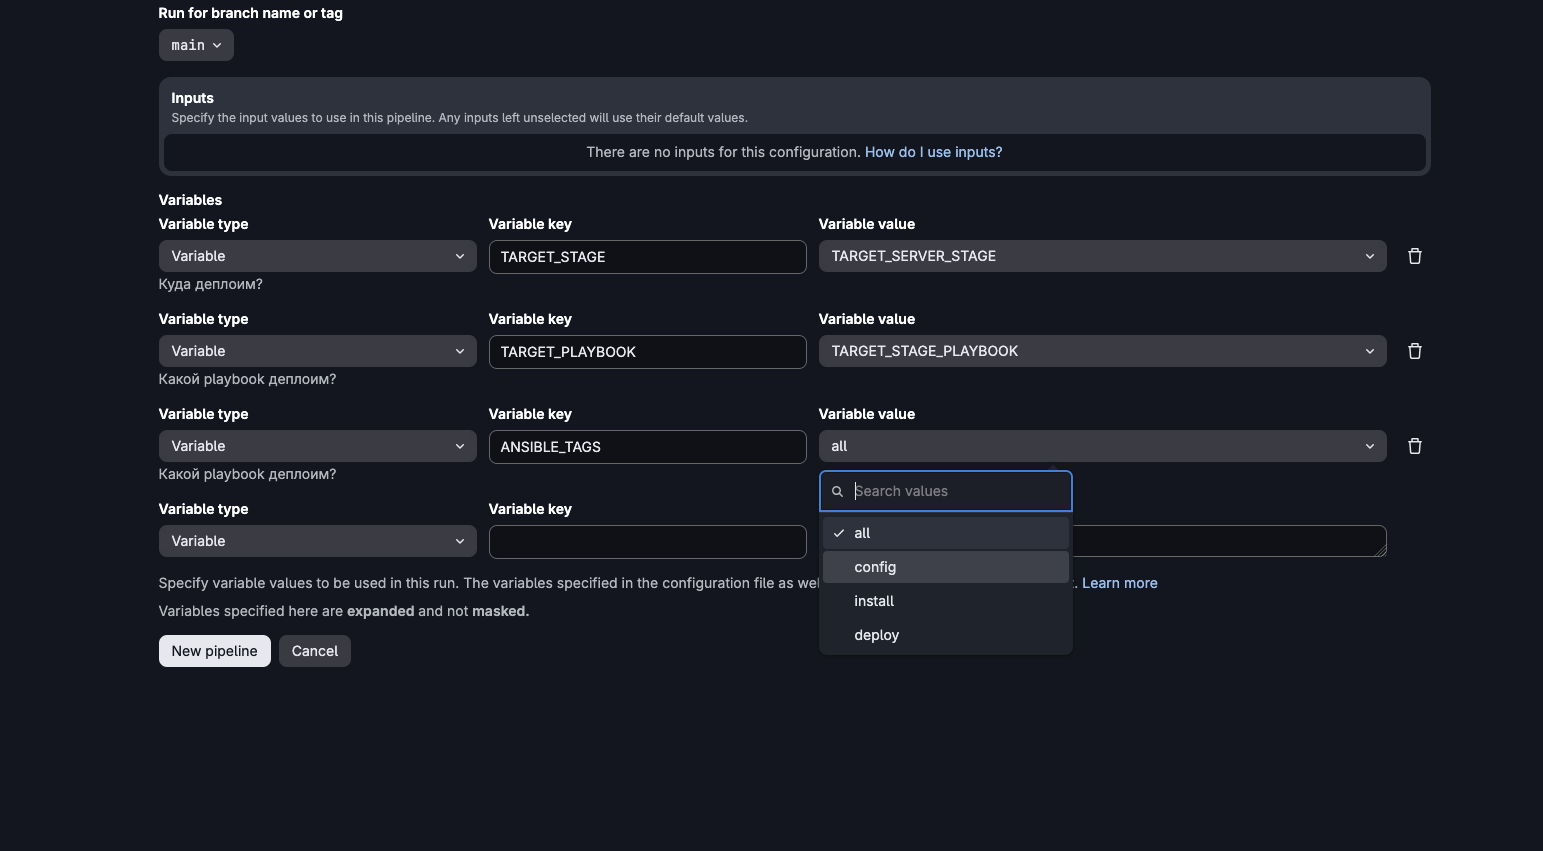 Run for branch name or tag
main
Inputs
Specify the input values to use in this pipeline. Any inputs left unselected will use their default values.
There are no inputs for this configuration. How do I use inputs?
Variables
Variable type Variable key Variable value
Variable TARGET_STAGE TARGET_SERVER_STAGE
Куда деплоим?
Variable type Variable key Variable value
Variable TARGET_PLAYBOOK TARGET_STAGE_PLAYBOOK
Какой playbook деплоим?
Variable type Variable key Variable value
Variable ANSIBLE_TAGS all
Какой playbook деплоим?
Search values
all
config
install
deploy
Variable type Variable key
Variable
Specify variable values to be used in this run. The variables specified in the configuration file as . Learn more
Variables specified here are expanded and not masked.
New pipeline Cancel